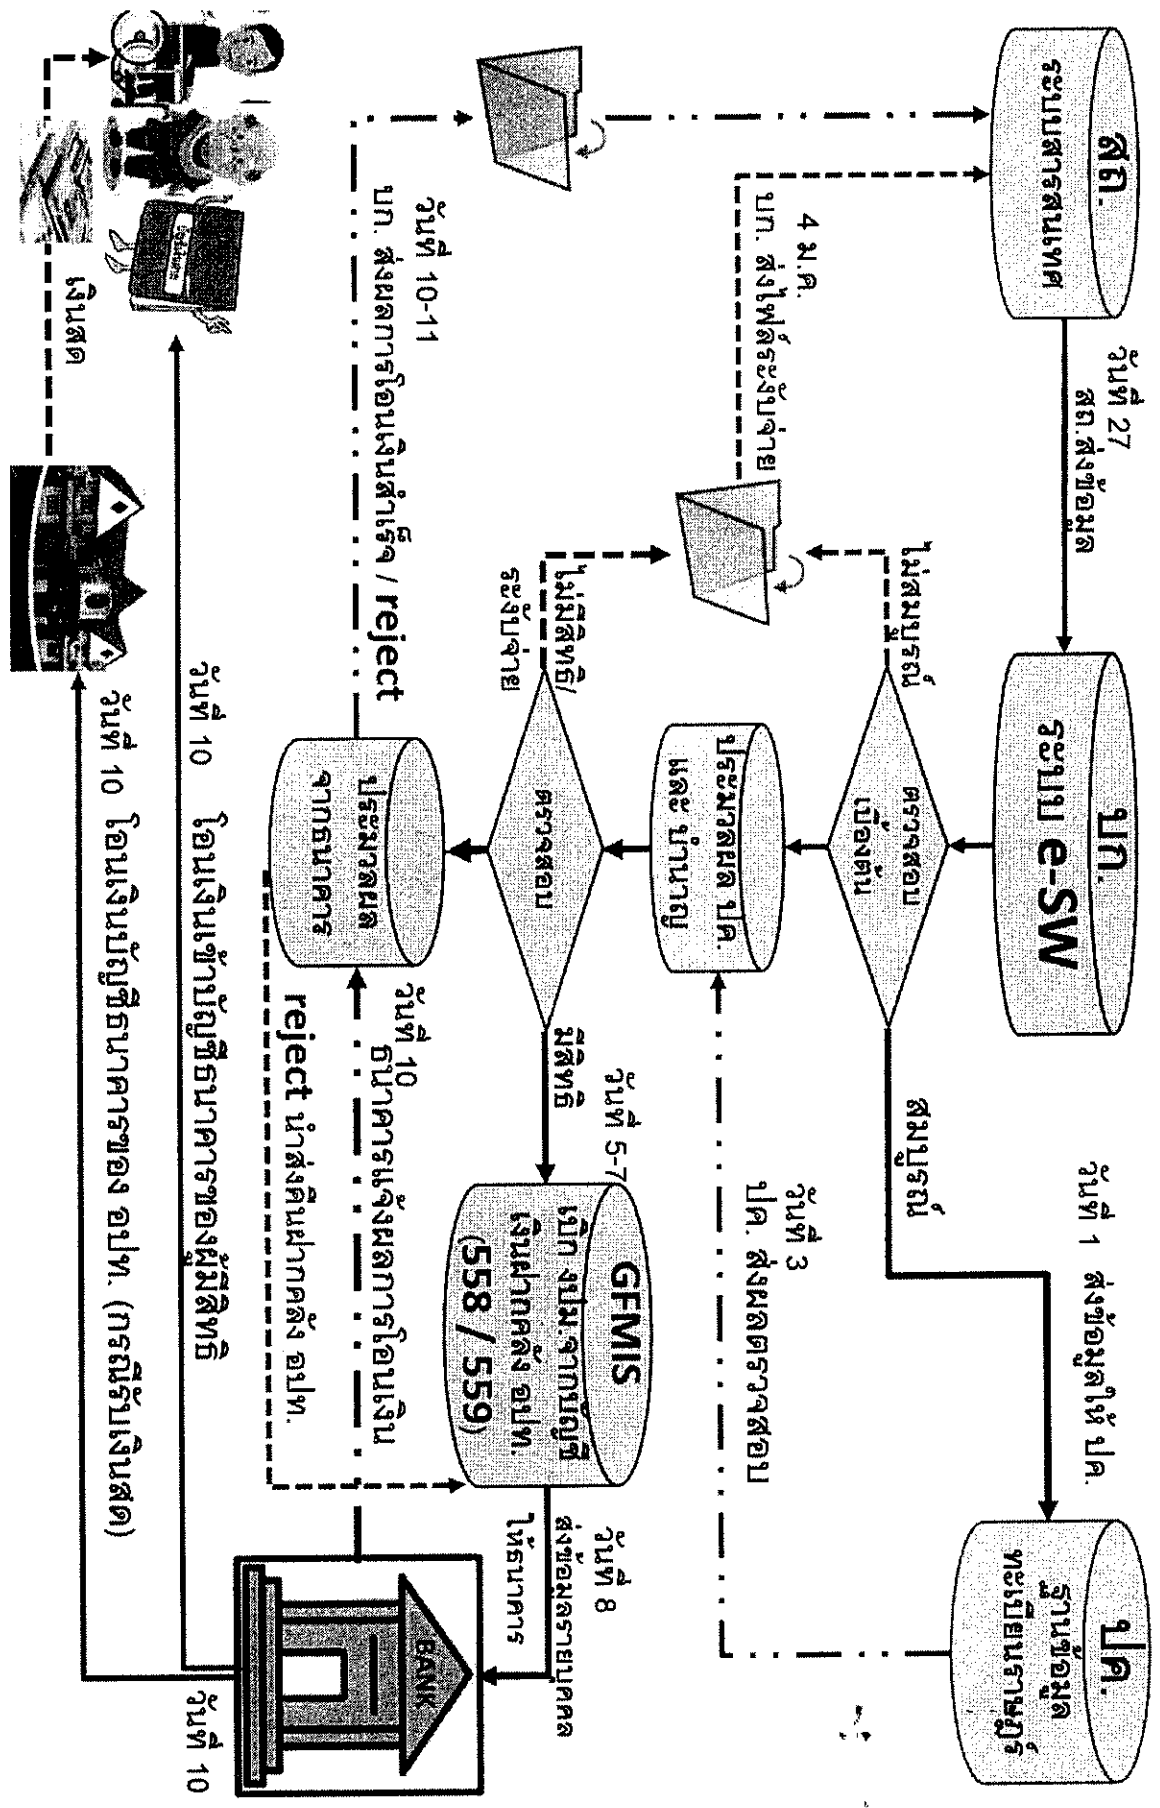 สถ.
ระบบสารสนเทศ
วันที่ 27
สถ.ส่งข้อมูล
บก.
ระบบ e-SW
วันที่ 1 ส่งข้อมูลให้ ปค.
ปค.
ฐานข้อมูล
ทะเบียนราษฎร์
ไม่สมบูรณ์
ตรวจสอบ
เบื้องต้น
สมบูรณ์
4 ม.ค.
บก. ส่งไฟล์ระงับจ่าย
ประมวลผล ปค.
และ บำนาญ
วันที่ 3
ปค. ส่งผลตรวจสอบ
ไม่มีสิทธิ/
ระงับจ่าย
ตรวจสอบ
มีสิทธิ
วันที่ 5-7
GFMIS
เบิก งปม.จากบัญชี
เงินฝากคลัง อปท.
(558 / 559)
วันที่ 8
ส่งข้อมูลรายบุคคล
ให้ธนาคาร
วันที่ 10-11
บก. ส่งผลการโอนเงินสำเร็จ / reject
ประมวลผล
จากธนาคาร
วันที่ 10
ธนาคารแจ้งผลการโอนเงิน
reject นำส่งคืนฝากคลัง อปท.
BANK
วันที่ 10
วันที่ 10 โอนเงินเข้าบัญชีธนาคารของผู้มีสิทธิ
เงินสด
วันที่ 10 โอนเงินบัญชีธนาคารของ อปท. (กรณีรับเงินสด)